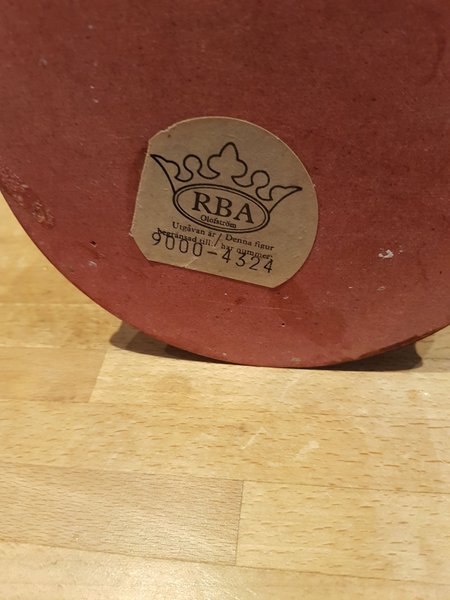 RBA
Olofström
Utgåvan är / Denna figur
begränsad till: / har nummer:
9000-4324